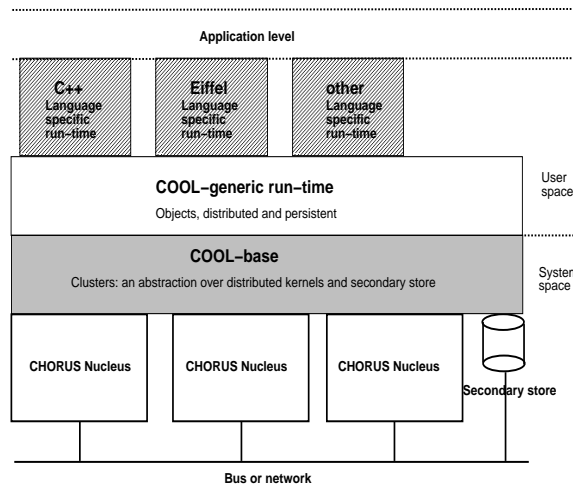 Application level
C++
Language
specific
run-time
Eiffel
Language
specific
run-time
other
Language
specific
run-time
COOL-generic run-time
Objects, distributed and persistent
User
space
COOL-base
Clusters: an abstraction over distributed kernels and secondary store
System
space
CHORUS Nucleus
CHORUS Nucleus
CHORUS Nucleus
Secondary store
Bus or network